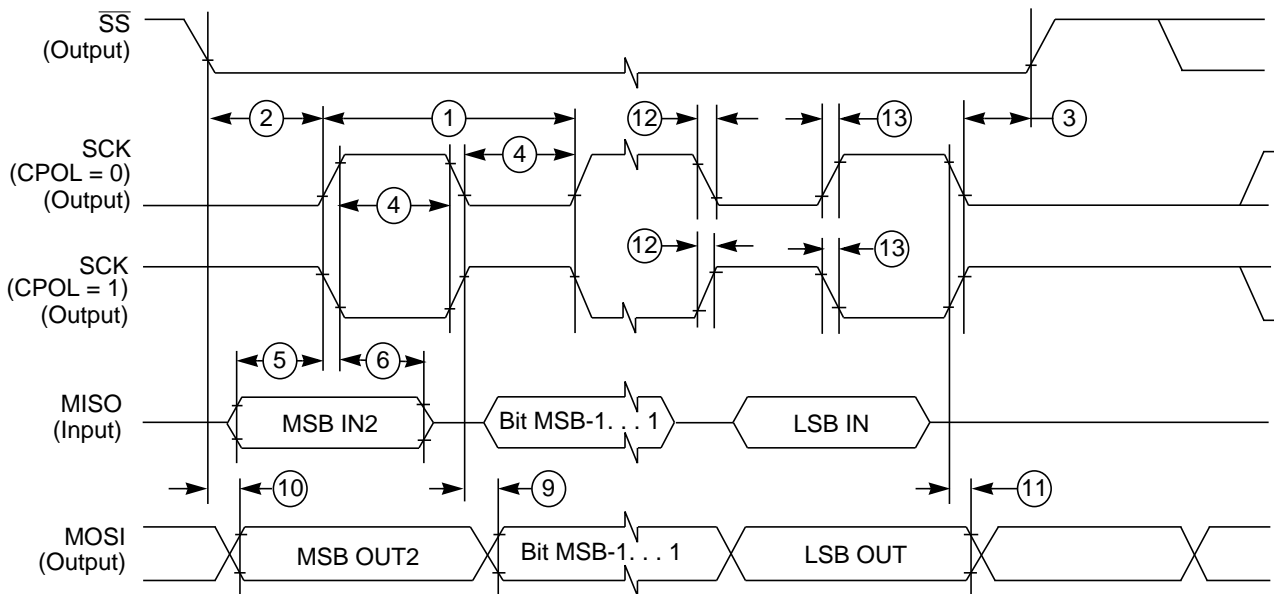 SS
(Output)
2
1
12
13
3
SCK
(CPOL = 0)
(Output)
4
4
12
13
SCK
(CPOL = 1)
(Output)
5
6
MISO
(Input)
MSB IN2
Bit MSB-1. . . 1
LSB IN
10
9
11
MOSI
(Output)
MSB OUT2
Bit MSB-1. . . 1
LSB OUT